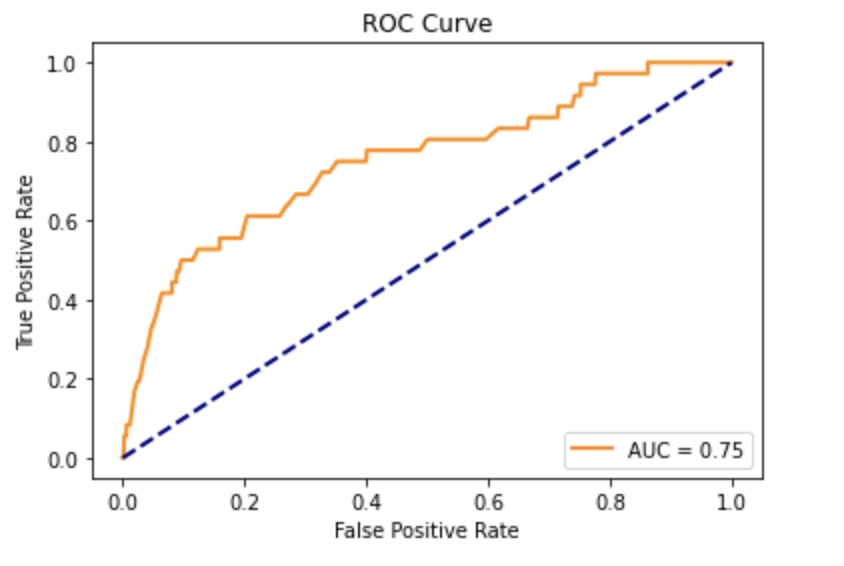 ROC Curve
1.0
0.8
0.6
0.4
0.2
0.0
True Positive Rate
AUC = 0.75
0.0 0.2 0.4 0.6 0.8 1.0
False Positive Rate